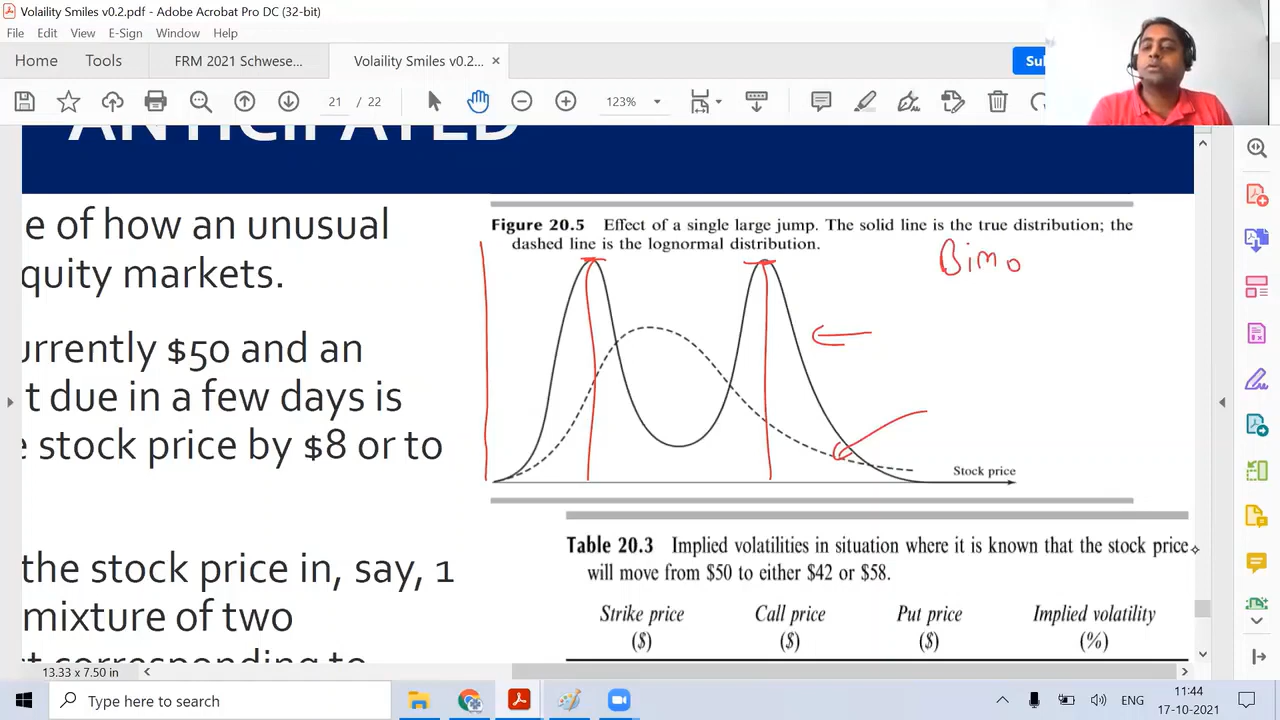 Volaility Smiles v0.2.pdf - Adobe Acrobat Pro DC (32-bit)
File Edit View E-Sign Window Help
Home Tools FRM 2021 Schwese... Volaility Smiles v0.2... × Su
21 / 22 123%
ANTICIPATED
e of how an unusual
quity markets.
urrently $50 and an
t due in a few days is
e stock price by $8 or to
the stock price in, say, 1
mixture of two
t corresponding to
Figure 20.5 Effect of a single large jump. The solid line is the true distribution; the
dashed line is the lognormal distribution.
Bimo
Stock price
Table 20.3 Implied volatilities in situation where it is known that the stock price
will move from $50 to either $42 or $58.
Strike price Call price Put price Implied volatility
($) ($) ($) (%)
13.33 x 7.50 in
Type here to search
ENG
11:44
17-10-2021